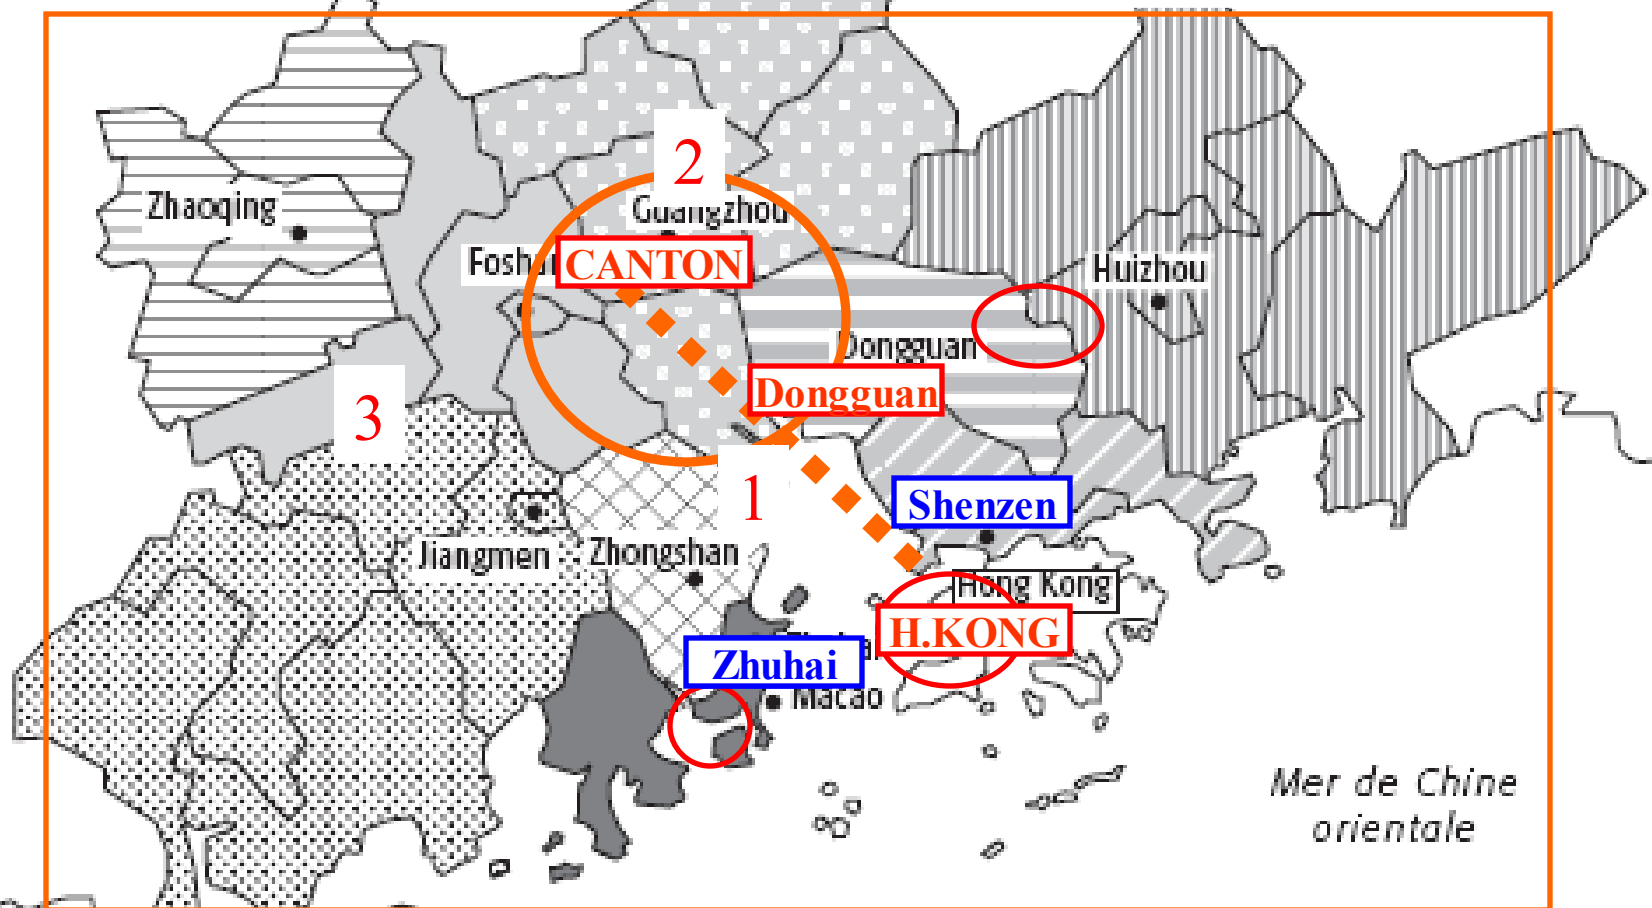 2
Zhaoqing
Guangzhou
CANTON
Huizhou
Dongguan
Dongguan
3
1
Shenzen
Jiangmen
Zhongshan
Hong Kong
H.KONG
Zhuhai
Macao
Mer de Chine
orientale